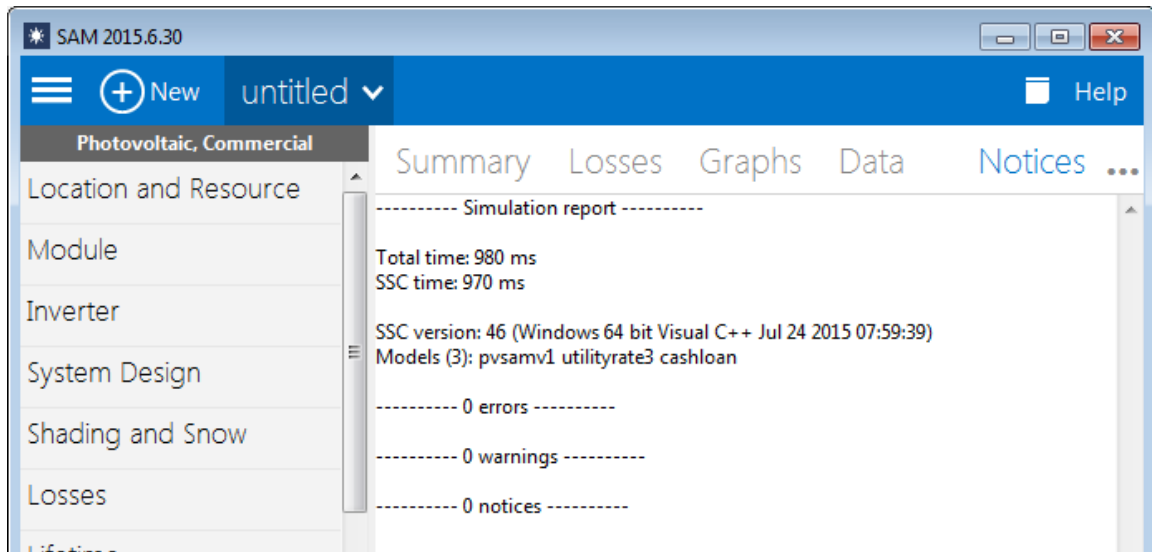 SAM 2015.6.30
New
untitled
Help
Photovoltaic, Commercial
Location and Resource
Module
Inverter
System Design
Shading and Snow
Losses
Lifetime
Summary Losses Graphs Data Notices ...
---------- Simulation report ----------
Total time: 980 ms
SSC time: 970 ms
SSC version: 46 (Windows 64 bit Visual C++ Jul 24 2015 07:59:39)
Models (3): pvsamv1 utilityrate3 cashloan
---------- 0 errors ----------
---------- 0 warnings ----------
---------- 0 notices ----------